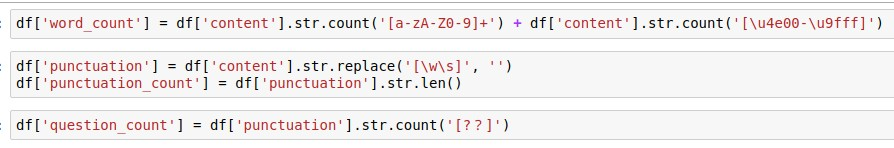 df['word_count'] = df['content'].str.count('[a-zA-Z0-9]+') + df['content'].str.count('[\u4e00-\u9fff]')
df['punctuation'] = df['content'].str.replace('[\w\s]', '')
df['punctuation_count'] = df['punctuation'].str.len()
df['question_count'] = df['punctuation'].str.count('[?？]')